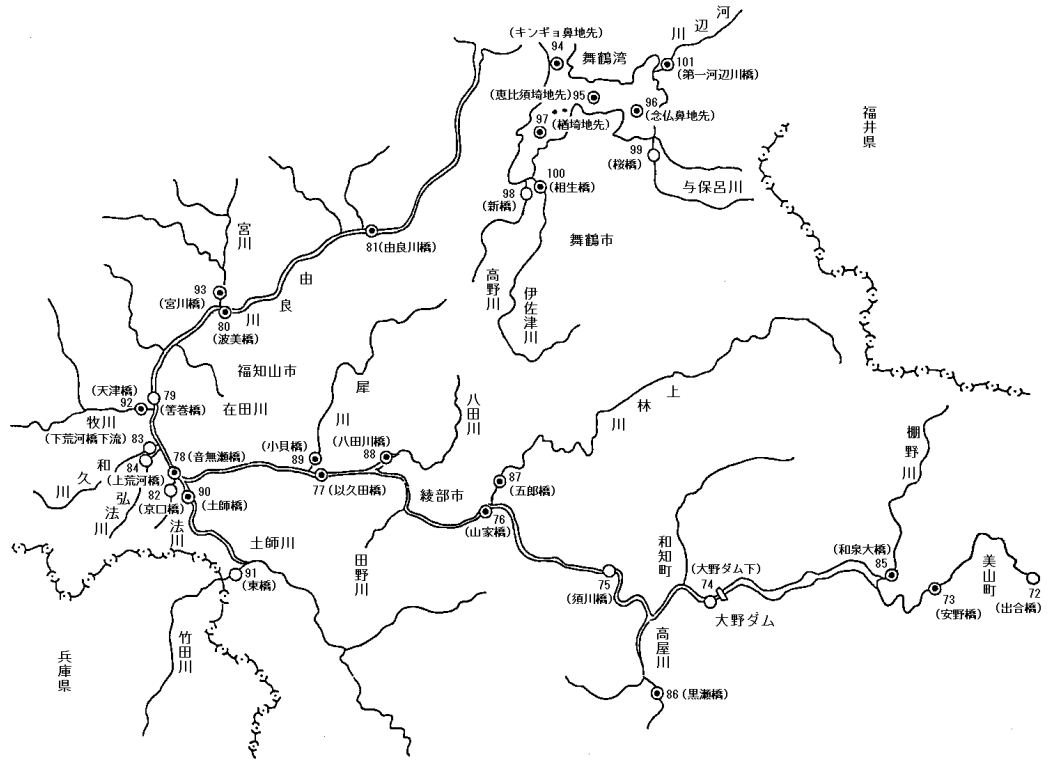 河辺川
(キンギョ鼻地先)
94
舞鶴湾
101
(第一河辺川橋)
(恵比須埼地先)95
96
(念仏鼻地先)
97
(楢埼地先)
99
(桜橋)
与保呂川
100
(相生橋)
98
(新橋)
舞鶴市
高野川
伊佐津川
福井県
宮川
81(由良川橋)
由良川
93
(宮川橋)
80
(波美橋)
福知山市
在田川
(天津橋)
92
79
(筈巻橋)
牧川
(下荒河橋下流)
83
84
和久川
弘法川
(上荒河橋)
78(音無瀬橋)
82
(京口橋)
法川
90
(土師橋)
土師川
91
(東橋)
竹田川
兵庫県
犀川
(小貝橋)
89
77(以久田橋)
(八田川橋)
88
八田川
綾部市
田野川
上林川
87
(五郎橋)
76
(山家橋)
75
(須川橋)
和知町
(大野ダム下)
74
大野ダム
高屋川
86(黒瀬橋)
棚野川
(和泉大橋)
85
73
(安野橋)
美山町
72
(出合橋)